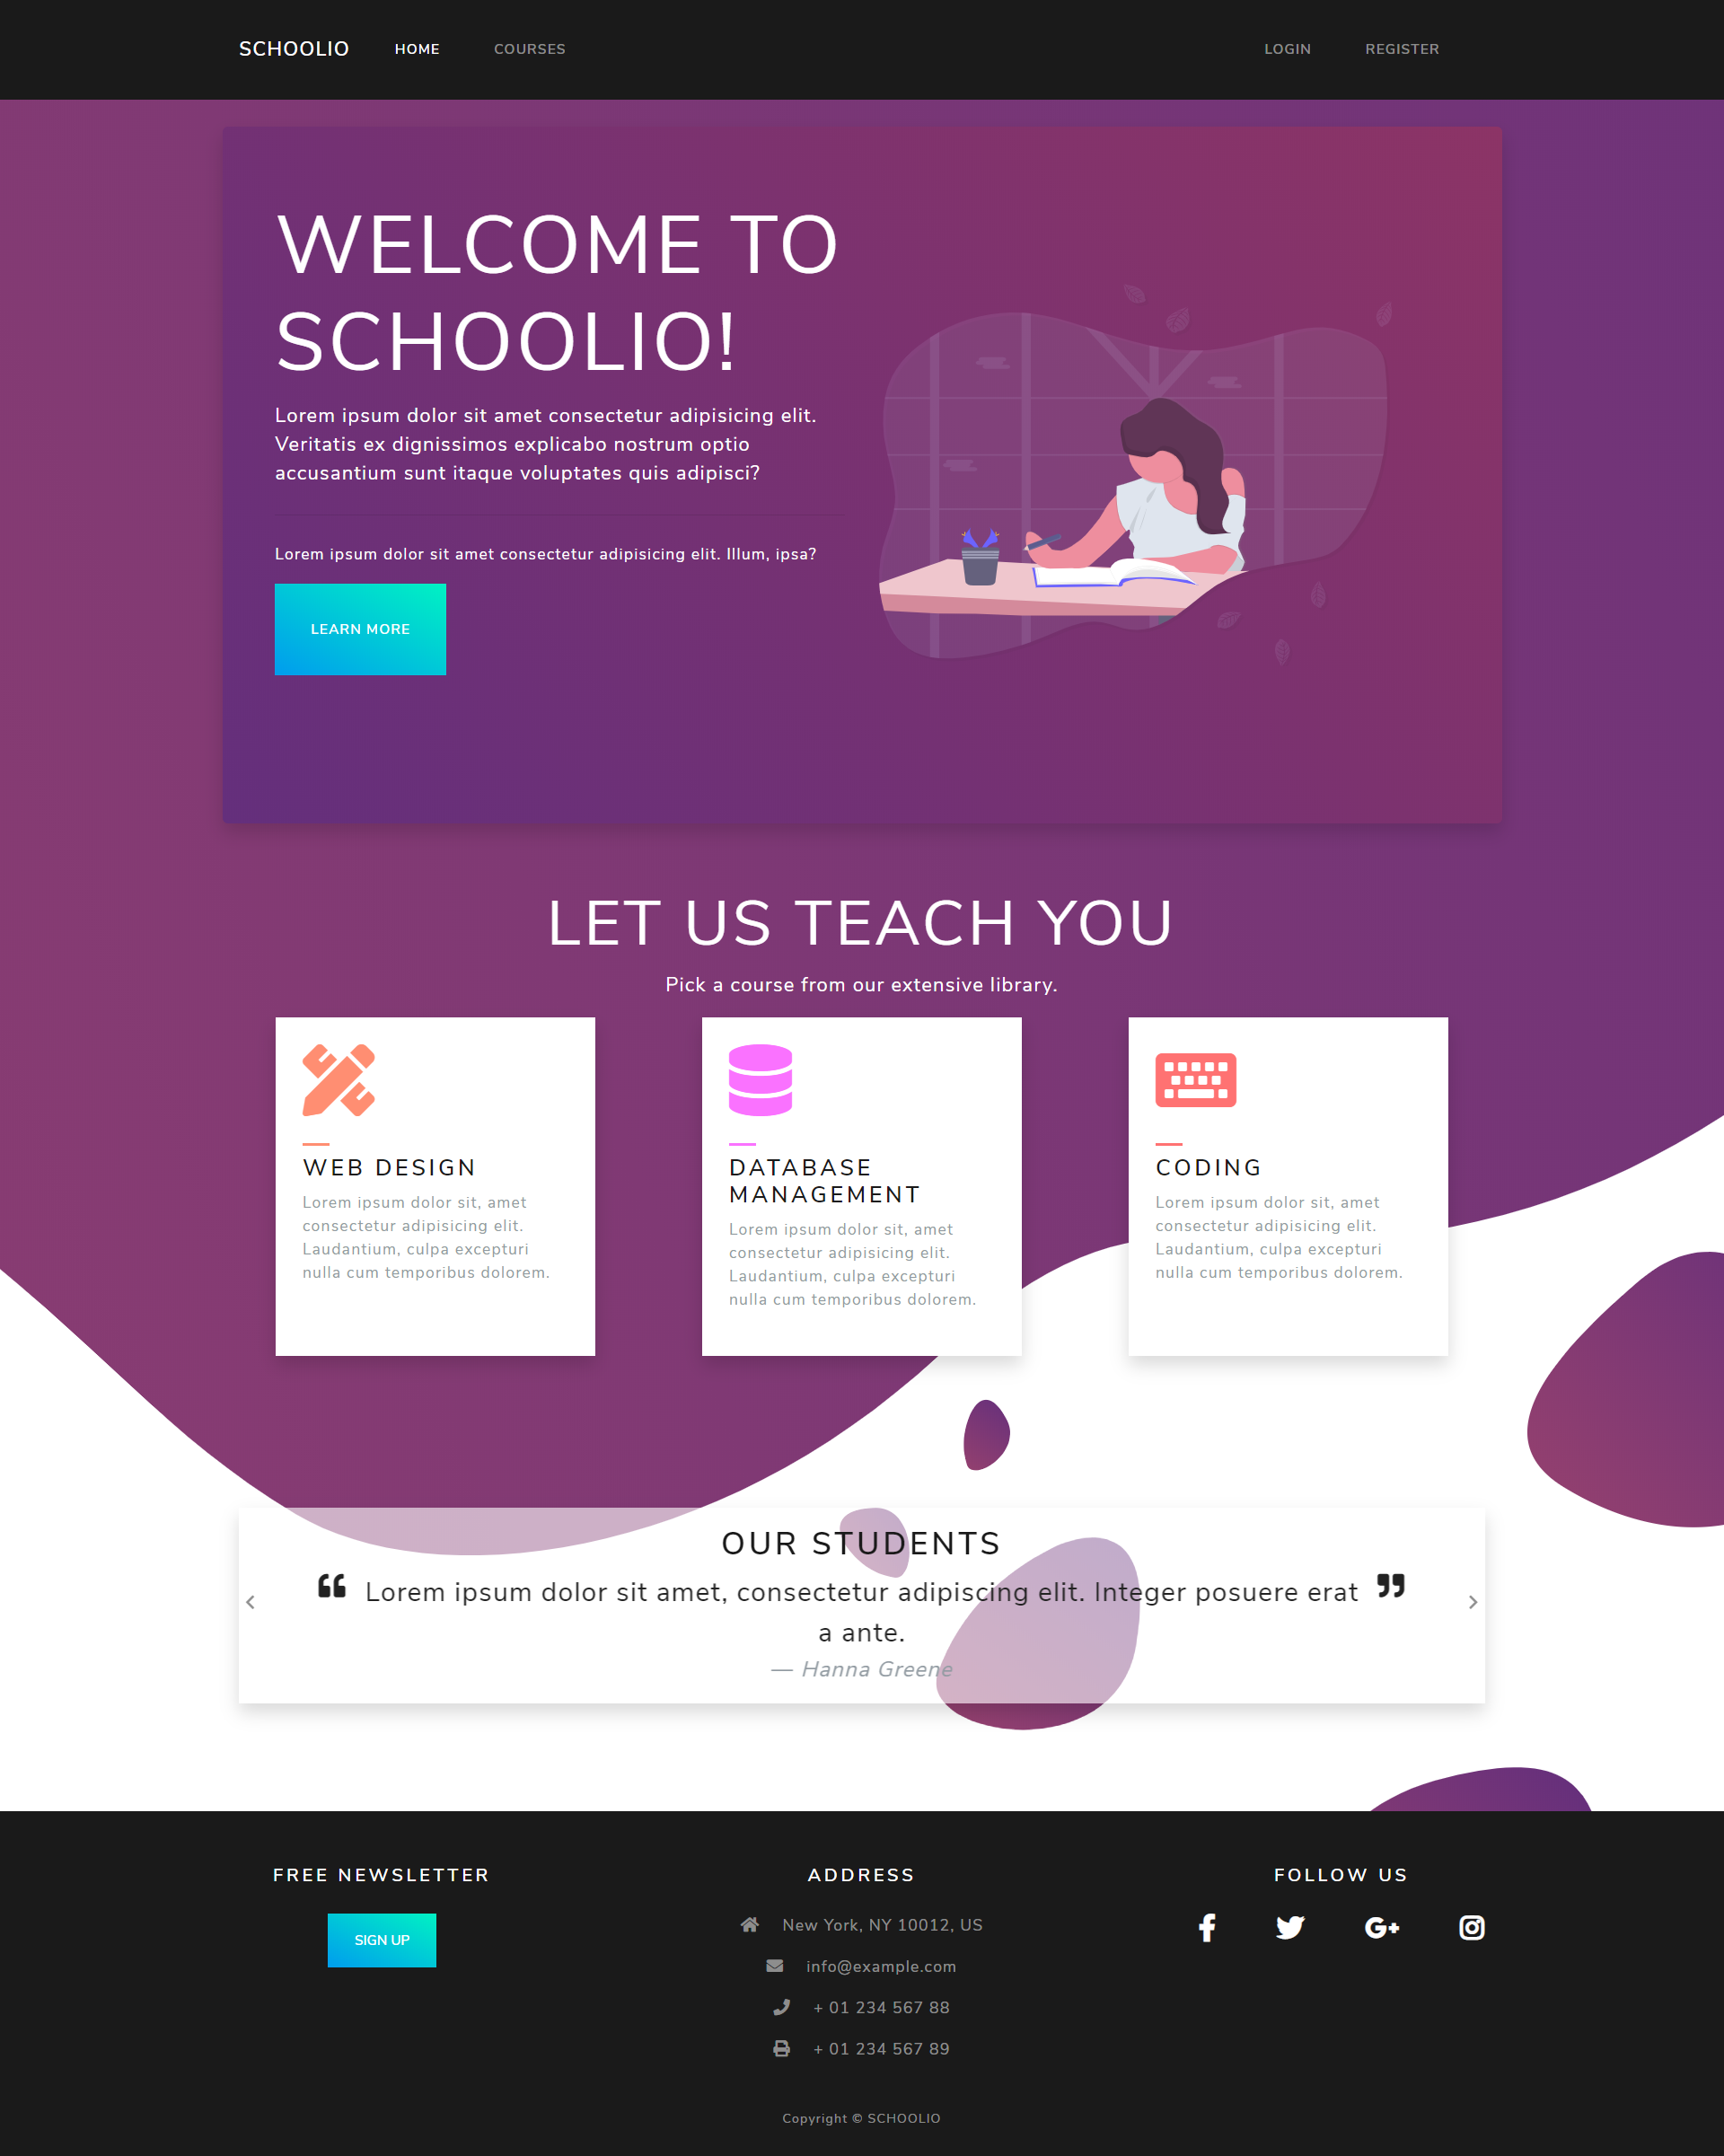 SCHOOLIO HOME COURSES LOGIN REGISTER
WELCOME TO
SCHOOLIO!
Lorem ipsum dolor sit amet consectetur adipisicing elit.
Veritatis ex dignissimos explicabo nostrum optio
accusantium sunt itaque voluptates quis adipisci?
Lorem ipsum dolor sit amet consectetur adipisicing elit. Illum, ipsa?
LEARN MORE
LET US TEACH YOU
Pick a course from our extensive library.
WEB DESIGN
Lorem ipsum dolor sit, amet
consectetur adipisicing elit.
Laudantium, culpa excepturi
nulla cum temporibus dolorem.
DATABASE
MANAGEMENT
Lorem ipsum dolor sit, amet
consectetur adipisicing elit.
Laudantium, culpa excepturi
nulla cum temporibus dolorem.
CODING
Lorem ipsum dolor sit, amet
consectetur adipisicing elit.
Laudantium, culpa excepturi
nulla cum temporibus dolorem.
OUR STUDENTS
“ Lorem ipsum dolor sit amet, consectetur adipiscing elit. Integer posuere erat ”
a ante.
— Hanna Greene
FREE NEWSLETTER
SIGN UP
ADDRESS
New York, NY 10012, US
info@example.com
+ 01 234 567 88
+ 01 234 567 89
FOLLOW US
Copyright © SCHOOLIO